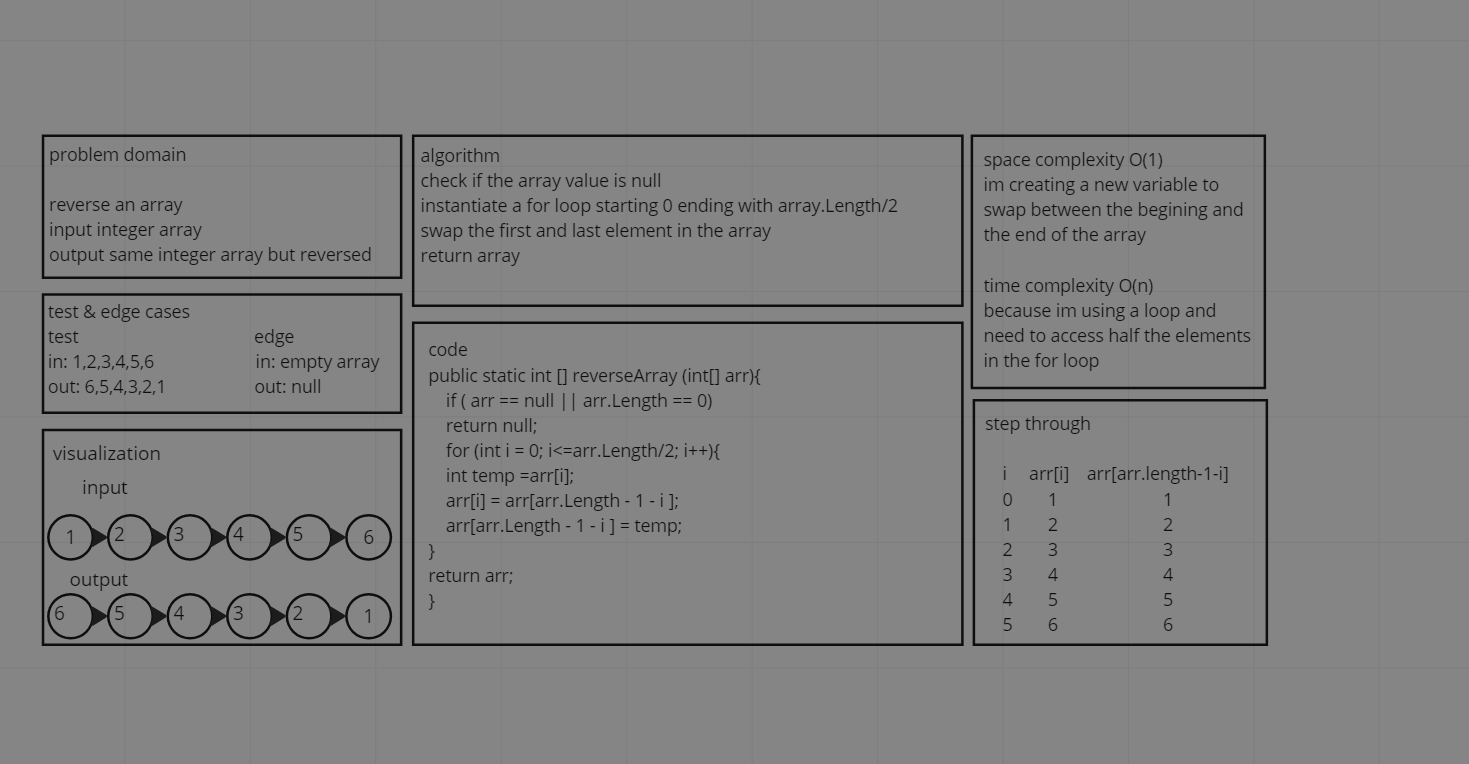 problem domain
reverse an array
input integer array
output same integer array but reversed
test & edge cases
test edge
in: 1,2,3,4,5,6 in: empty array
out: 6,5,4,3,2,1 out: null
visualization
input
1 2 3 4 5 6
output
6 5 4 3 2 1
algorithm
check if the array value is null
instantiate a for loop starting 0 ending with array.Length/2
swap the first and last element in the array
return array
code
public static int [] reverseArray (int[] arr){
if ( arr == null || arr.Length == 0)
return null;
for (int i = 0; i<=arr.Length/2; i++){
int temp =arr[i];
arr[i] = arr[arr.Length - 1 - i ];
arr[arr.Length - 1 - i ] = temp;
}
return arr;
}
space complexity O(1)
im creating a new variable to
swap between the begining and
the end of the array
time complexity O(n)
because im using a loop and
need to access half the elements
in the for loop
step through
i arr[i] arr[arr.length-1-i]
0 1 1
1 2 2
2 3 3
3 4 4
4 5 5
5 6 6